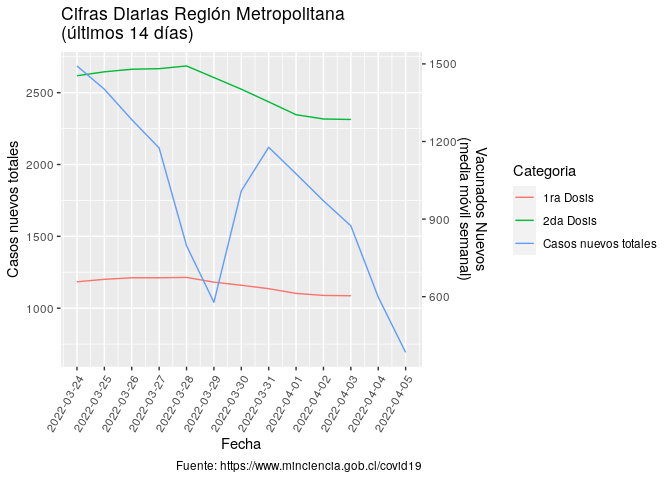 Cifras Diarias Región Metropolitana
(últimos 14 días)
Casos nuevos totales
2500
2000
1500
1000
1500
1200
900
600
Vacunados Nuevos
(media móvil semanal)
Categoria
1ra Dosis
2da Dosis
Casos nuevos totales
2022-03-24
2022-03-25
2022-03-26
2022-03-27
2022-03-28
2022-03-29
2022-03-30
2022-03-31
2022-04-01
2022-04-02
2022-04-03
2022-04-04
2022-04-05
Fecha
Fuente: https://www.minciencia.gob.cl/covid19